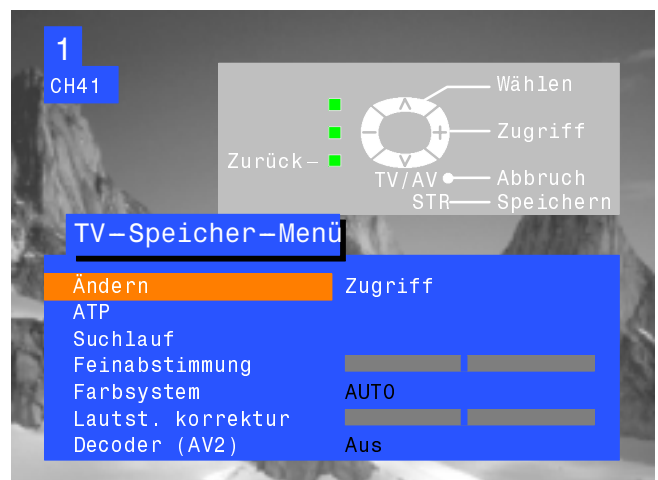 1
CH41
Wählen
Zugriff
Zurück–
TV/AV
Abbruch
STR
Speichern
TV–Speicher–Menü
Ändern Zugriff
ATP
Suchlauf
Feinabstimmung
Farbsystem AUTO
Lautst. korrektur
Decoder (AV2) Aus